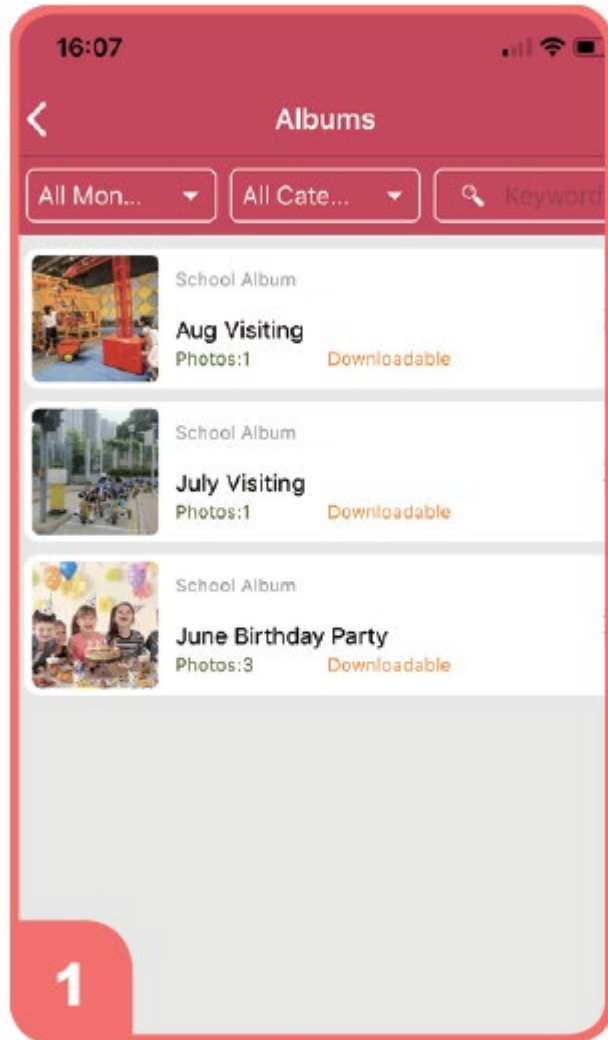 16:07
Albums
All Mon...
All Cate...
Keyword
School Album
Aug Visiting
Photos:1 Downloadable
School Album
July Visiting
Photos:1 Downloadable
School Album
June Birthday Party
Photos:3 Downloadable
1